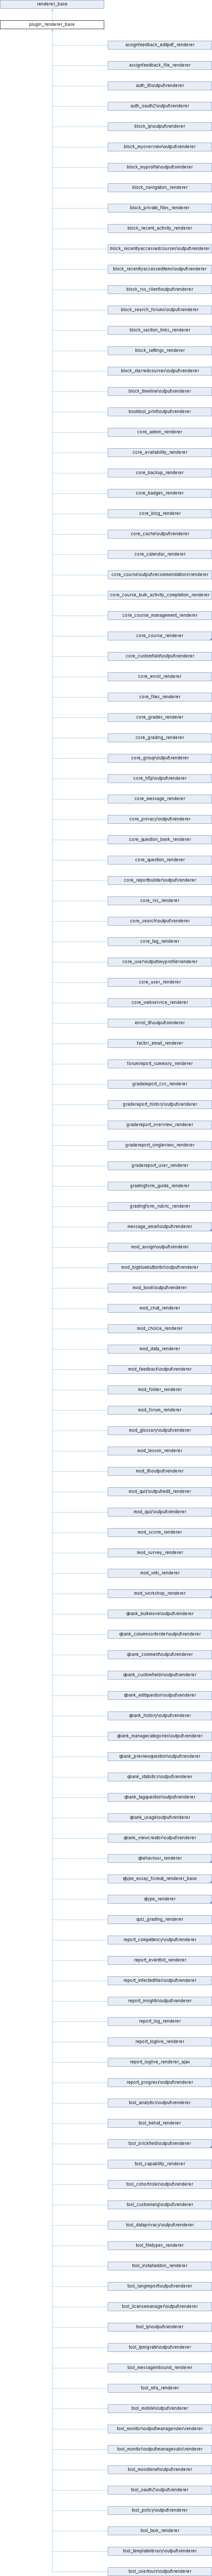 renderer_base
plugin_renderer_base
assignfeedback_editpdf_renderer
assignfeedback_file_renderer
auth_lti\output\renderer
auth_oauth2\output\renderer
block_lp\output\renderer
block_myoverview\output\renderer
block_myprofile\output\renderer
block_navigation_renderer
block_private_files_renderer
block_recent_activity_renderer
block_recentlyaccessedcourses\output\renderer
block_recentlyaccesseditems\output\renderer
block_rss_client\output\renderer
block_search_forums\output\renderer
block_section_links_renderer
block_settings_renderer
block_starredcourses\output\renderer
block_timeline\output\renderer
booktool_print\output\renderer
core_admin_renderer
core_availability_renderer
core_backup_renderer
core_badges_renderer
core_blog_renderer
core_cache\output\renderer
core_calendar_renderer
core_course\output\recommendations\renderer
core_course_bulk_activity_completion_renderer
core_course_management_renderer
core_course_renderer
core_customfield\output\renderer
core_enrol_renderer
core_files_renderer
core_grades_renderer
core_grading_renderer
core_group\output\renderer
core_h5p\output\renderer
core_message_renderer
core_privacy\output\renderer
core_question_bank_renderer
core_question_renderer
core_reportbuilder\output\renderer
core_rss_renderer
core_search\output\renderer
core_tag_renderer
core_user\output\myprofile\renderer
core_user_renderer
core_webservice_renderer
enrol_lti\output\renderer
factor_email_renderer
forumreport_summary_renderer
gradeimport_csv_renderer
gradereport_history\output\renderer
gradereport_overview_renderer
gradereport_singleview_renderer
gradereport_user_renderer
gradingform_guide_renderer
gradingform_rubric_renderer
message_email\output\renderer
mod_assign\output\renderer
mod_bigbluebuttonbn\output\renderer
mod_book\output\renderer
mod_chat_renderer
mod_choice_renderer
mod_data_renderer
mod_feedback\output\renderer
mod_folder_renderer
mod_forum_renderer
mod_glossary\output\renderer
mod_lesson_renderer
mod_lti\output\renderer
mod_quiz\output\edit_renderer
mod_quiz\output\renderer
mod_scorm_renderer
mod_survey_renderer
mod_wiki_renderer
mod_workshop_renderer
qbank_bulkmove\output\renderer
qbank_columnsortorder\output\renderer
qbank_comment\output\renderer
qbank_customfields\output\renderer
qbank_editquestion\output\renderer
qbank_history\output\renderer
qbank_managecategories\output\renderer
qbank_previewquestion\output\renderer
qbank_statistics\output\renderer
qbank_tagquestion\output\renderer
qbank_usage\output\renderer
qbank_viewcreator\output\renderer
qbehaviour_renderer
qtype_essay_format_renderer_base
qtype_renderer
quiz_grading_renderer
report_competency\output\renderer
report_eventlist_renderer
report_infectedfiles\output\renderer
report_insights\output\renderer
report_log_renderer
report_loglive_renderer
report_loglive_renderer_ajax
report_progress\output\renderer
tool_analytics\output\renderer
tool_behat_renderer
tool_brickfield\output\renderer
tool_capability_renderer
tool_cohortroles\output\renderer
tool_customlang\output\renderer
tool_dataprivacy\output\renderer
tool_filetypes_renderer
tool_installaddon_renderer
tool_langimport\output\renderer
tool_licensemanager\output\renderer
tool_lp\output\renderer
tool_lpmigrate\output\renderer
tool_messageinbound_renderer
tool_mfa_renderer
tool_mobile\output\renderer
tool_monitor\output\managerules\renderer
tool_monitor\output\managesubs\renderer
tool_moodlenet\output\renderer
tool_oauth2\output\renderer
tool_policy\output\renderer
tool_task_renderer
tool_templatelibrary\output\renderer
tool_usertours\output\renderer